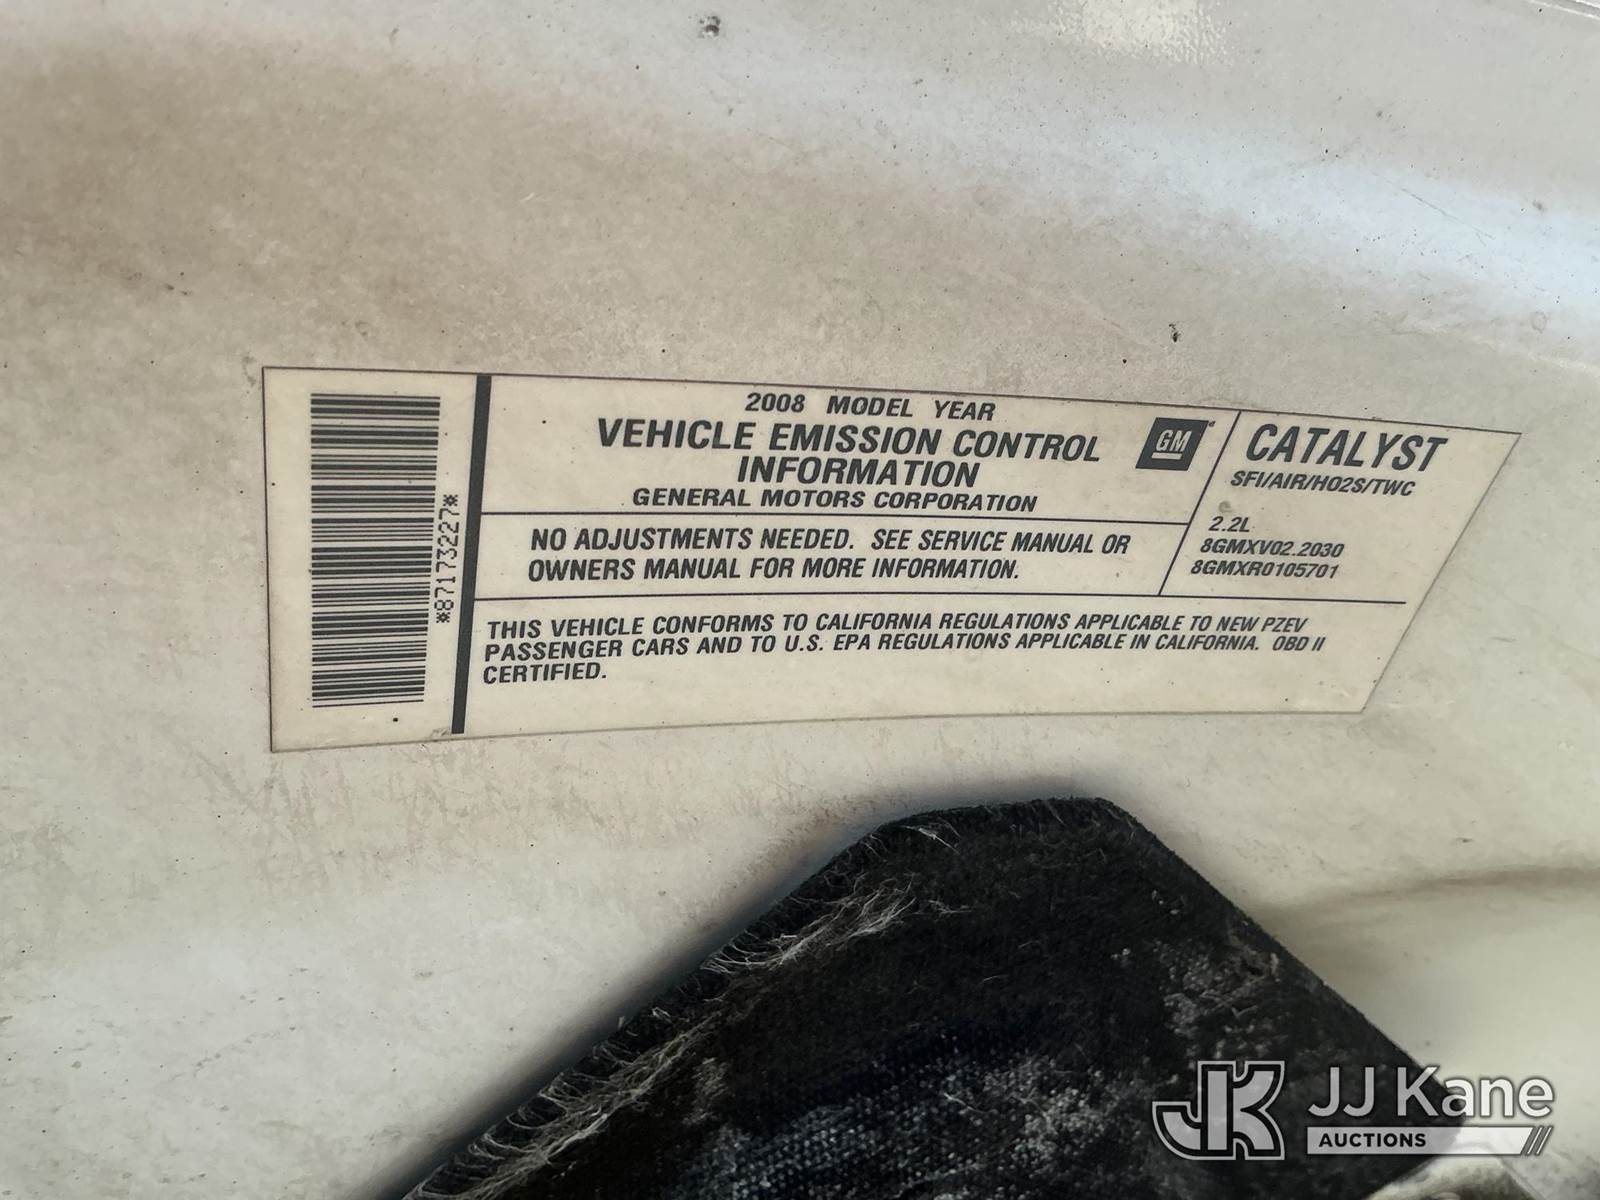 *87173227*
2008 MODEL YEAR
VEHICLE EMISSION CONTROL
INFORMATION
GENERAL MOTORS CORPORATION
GM
CATALYST
SFI/AIR/HO2S/TWC
2.2L
8GMXV02.2030
8GMXR0105701
NO ADJUSTMENTS NEEDED. SEE SERVICE MANUAL OR
OWNERS MANUAL FOR MORE INFORMATION.
THIS VEHICLE CONFORMS TO CALIFORNIA REGULATIONS APPLICABLE TO NEW PZEV
PASSENGER CARS AND TO U.S. EPA REGULATIONS APPLICABLE IN CALIFORNIA. OBD II
CERTIFIED.
JK JJ Kane
AUCTIONS